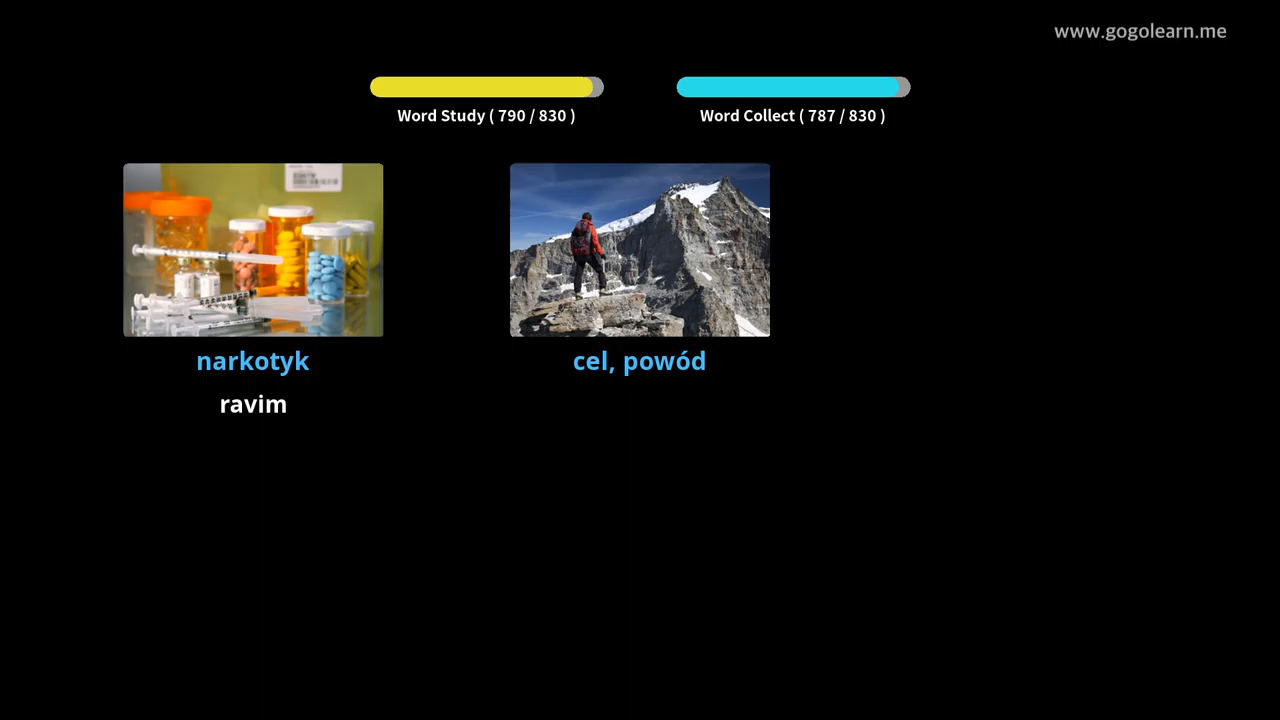 www.gogolearn.me
Word Study ( 790 / 830 )
Word Collect ( 787 / 830 )
narkotyk
cel, powód
ravim